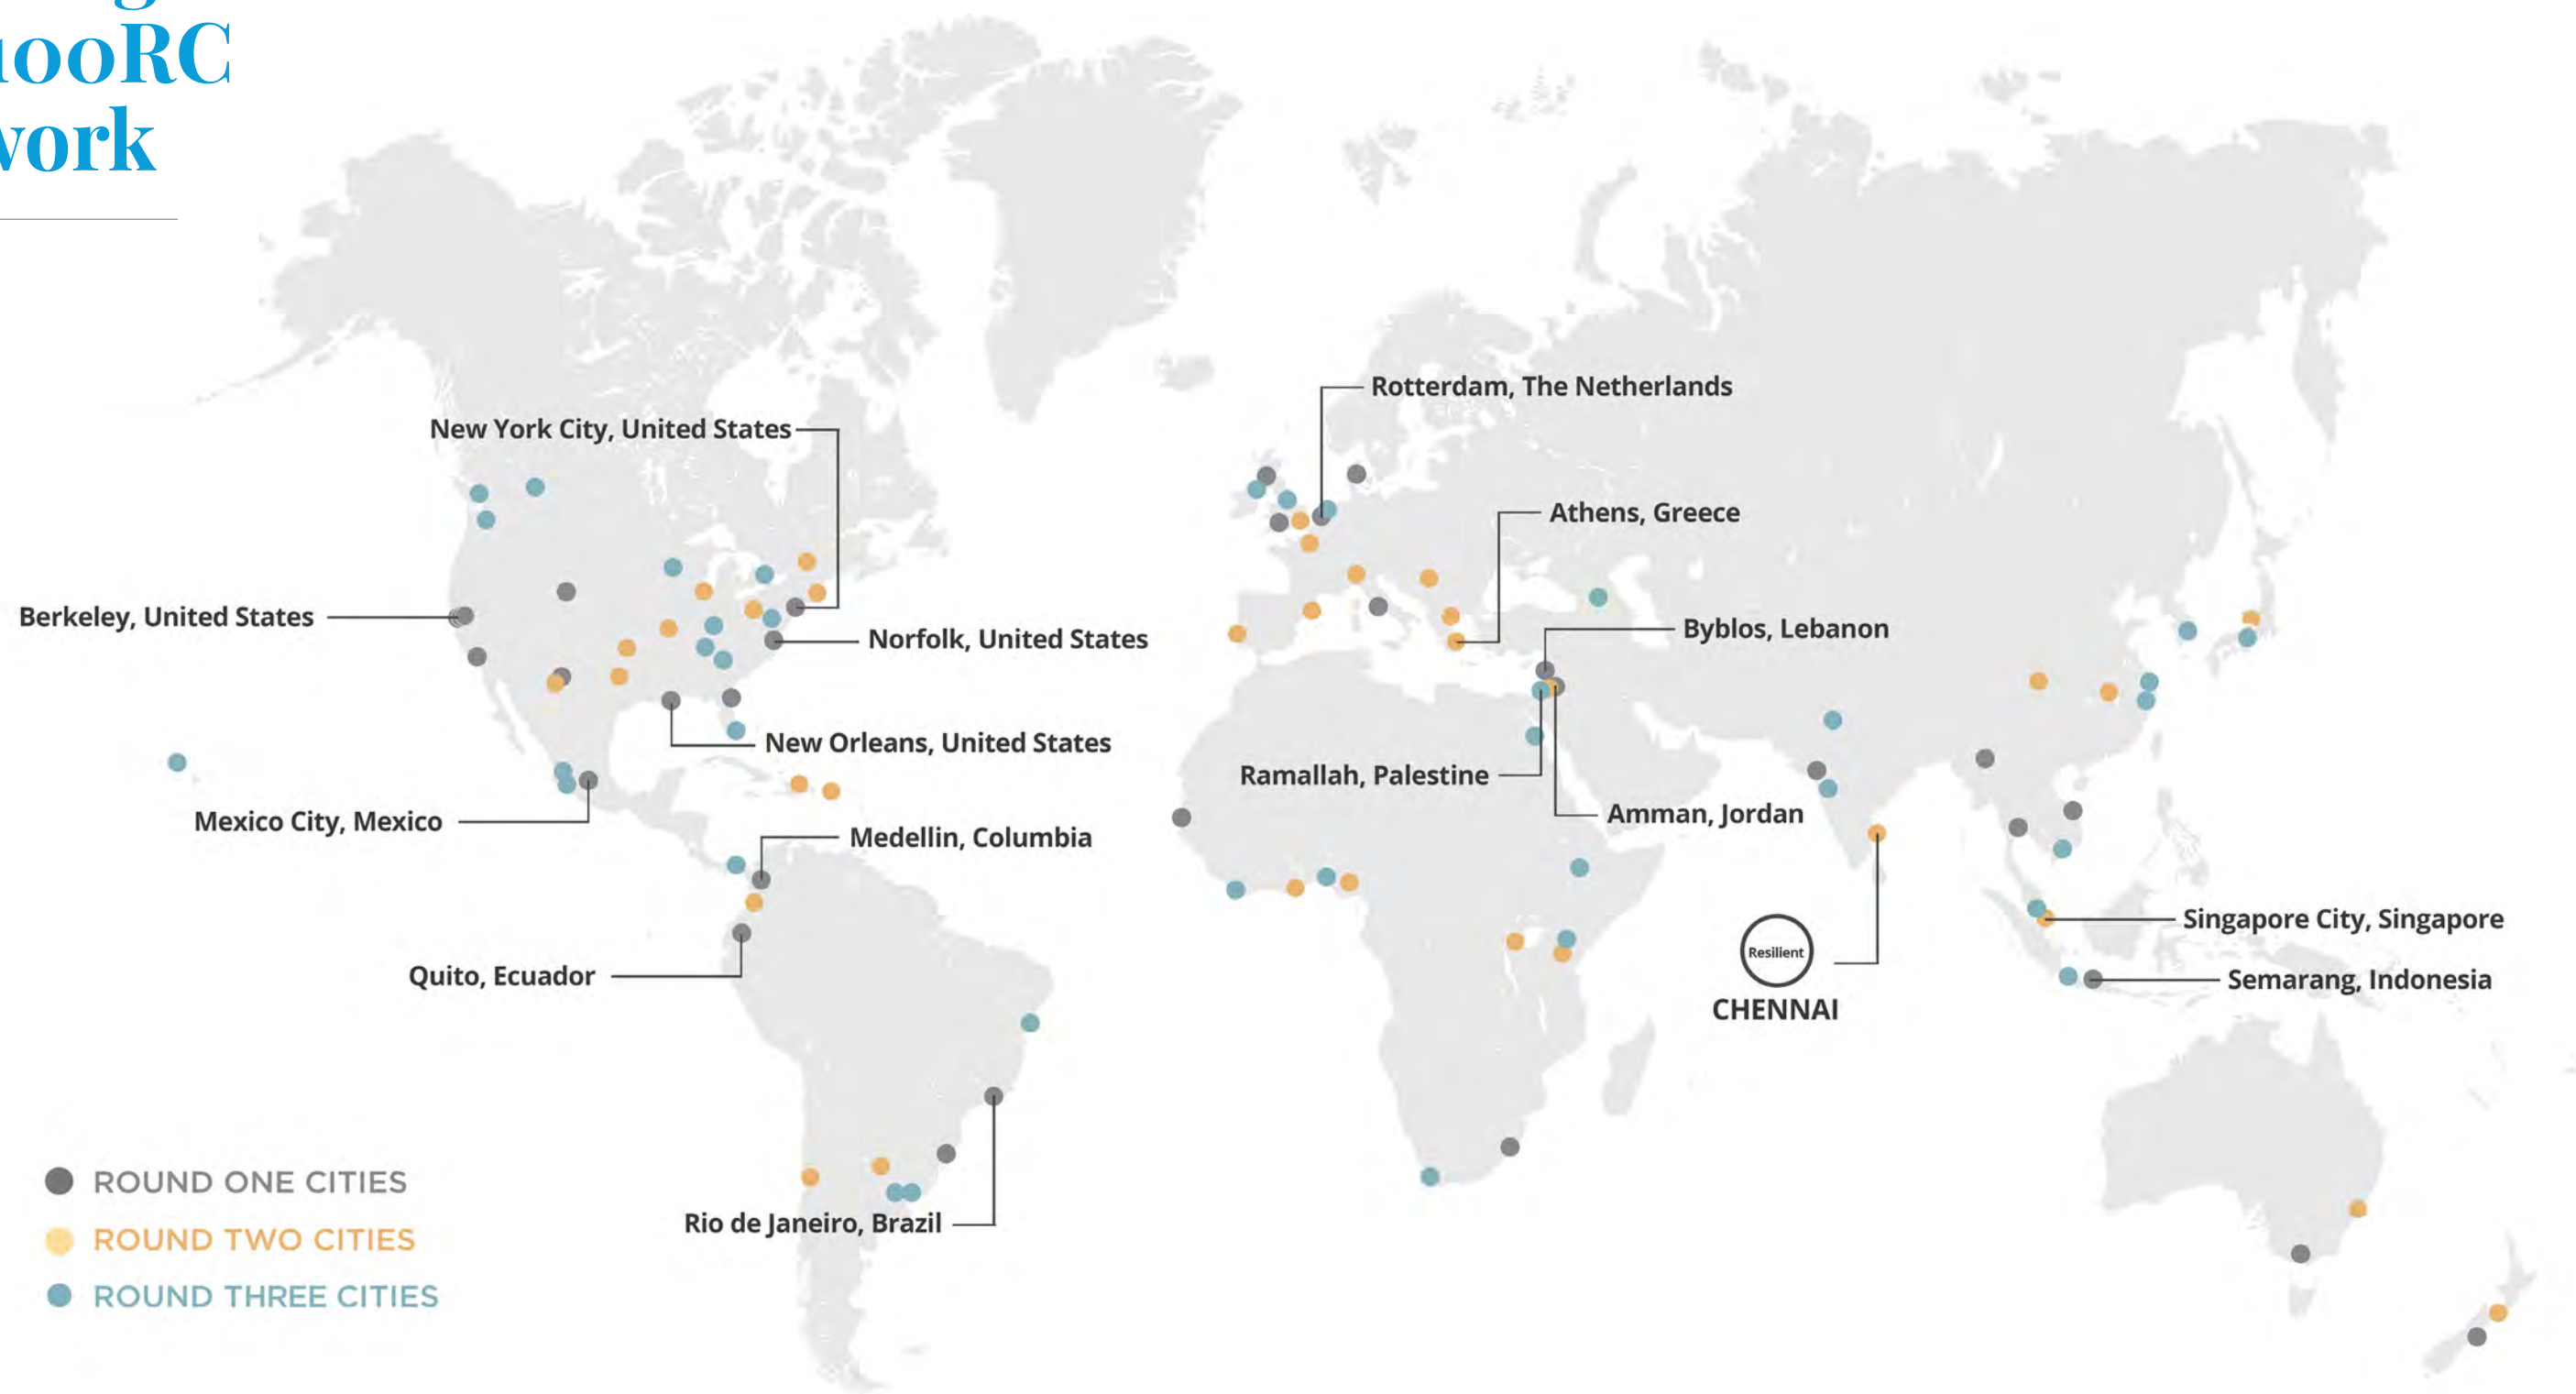 100RC
work
New York City, United States
Rotterdam, The Netherlands
Athens, Greece
Berkeley, United States
Norfolk, United States
Byblos, Lebanon
New Orleans, United States
Ramallah, Palestine
Mexico City, Mexico
Amman, Jordan
Medellin, Columbia
Quito, Ecuador
Resilient
CHENNAI
Singapore City, Singapore
Semarang, Indonesia
Rio de Janeiro, Brazil
ROUND ONE CITIES
ROUND TWO CITIES
ROUND THREE CITIES